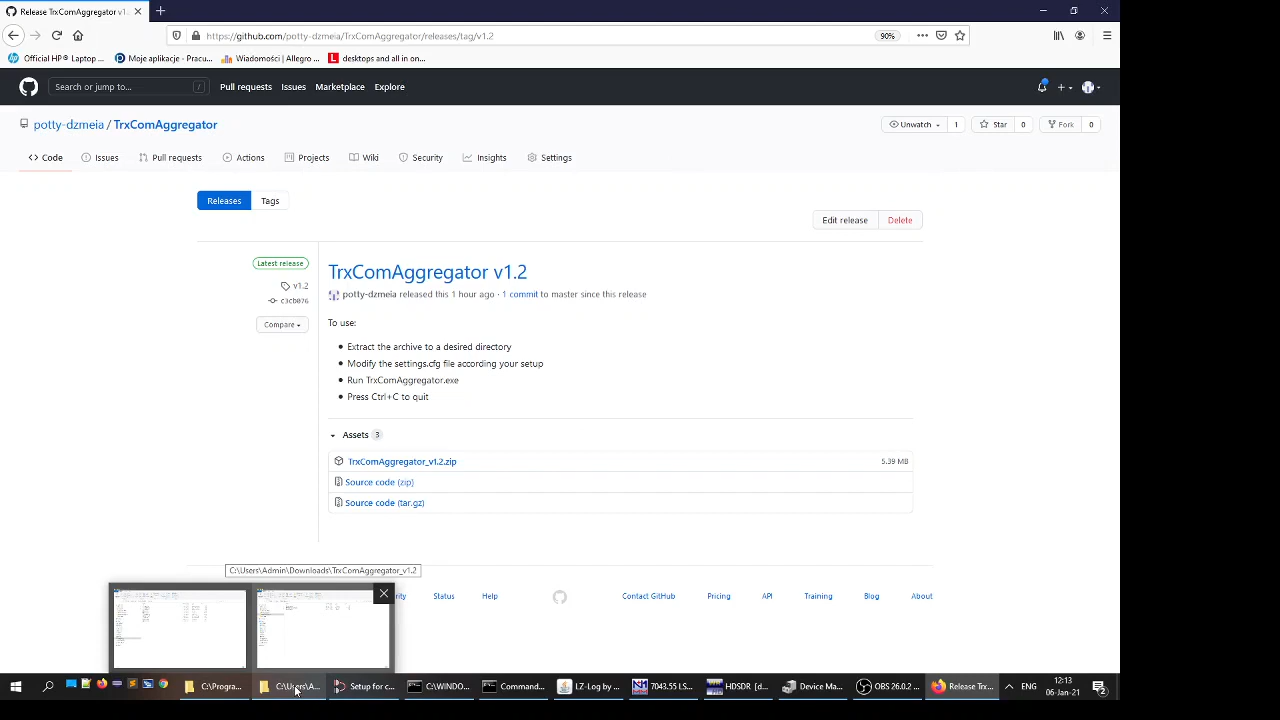 Release TrxComAggregator v1.2
https://github.com/potty-dzmeia/TrxComAggregator/releases/tag/v1.2
90%
Official HP® Laptop ...
Moje aplikacje - Pracu...
Wiadomości | Allegro ...
desktops and all in on...
Search or jump to...
/
Pull requests
Issues
Marketplace
Explore
potty-dzmeia / TrxComAggregator
Unwatch
1
Star
0
Fork
0
Code
Issues
Pull requests
Actions
Projects
Wiki
Security
Insights
Settings
Releases
Tags
Edit release
Delete
Latest release
v1.2
c3cb076
Compare
TrxComAggregator v1.2
potty-dzmeia released this 1 hour ago · 1 commit to master since this release
To use:
Extract the archive to a desired directory
Modify the settings.cfg file according your setup
Run TrxComAggregator.exe
Press Ctrl+C to quit
Assets 3
TrxComAggregator_v1.2.zip
5.39 MB
Source code (zip)
Source code (tar.gz)
C:\Users\Admin\Downloads\TrxComAggregator_v1.2
Status
Help
Contact GitHub
Pricing
API
Training
Blog
About
C:\Progra...
C:\Users\A...
Setup for c...
C:\WINDO...
Command...
LZ-Log by ...
7043.55 LS...
HDSDR [d...
Device Ma...
OBS 26.0.2 ...
Release Trx...
ENG
12:13
06-Jan-21
2